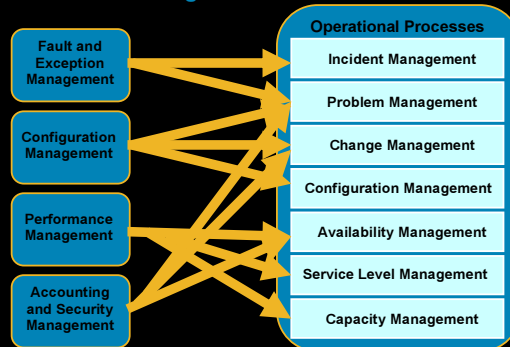 Fault and
Exception
Management
Configuration
Management
Performance
Management
Accounting
and Security
Management
Operational Processes
Incident Management
Problem Management
Change Management
Configuration Management
Availability Management
Service Level Management
Capacity Management